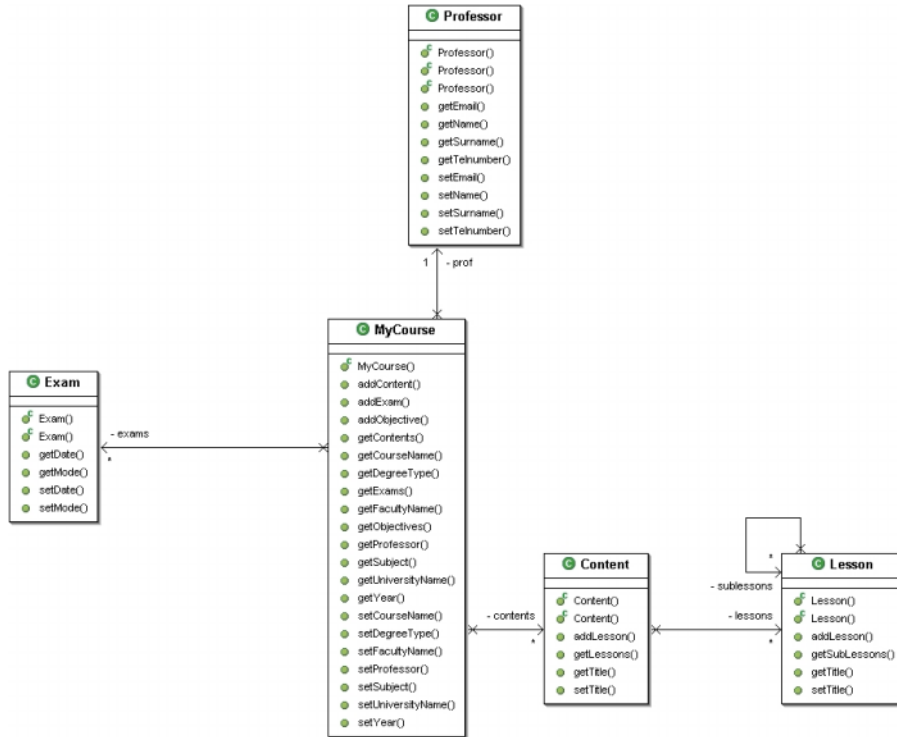 Professor
Professor()
Professor()
Professor()
getEmail()
getName()
getSurname()
getTelnumber()
setEmail()
setName()
setSurname()
setTelnumber()
1 - prof
MyCourse
MyCourse()
addContent()
addExam()
addObjective()
getContents()
getCourseName()
getDegreeType()
getExams()
getFacultyName()
getObjectives()
getProfessor()
getSubject()
getUniversityName()
getYear()
setCourseName()
setDegreeType()
setFacultyName()
setProfessor()
setSubject()
setUniversityName()
setYear()
Exam
Exam()
Exam()
getDate()
getMode()
setDate()
setMode()
- exams
*
- contents
*
Content
Content()
Content()
addLesson()
getLessons()
getTitle()
setTitle()
*
- sublessons
- lessons
*
Lesson
Lesson()
Lesson()
addLesson()
getSubLessons()
getTitle()
setTitle()